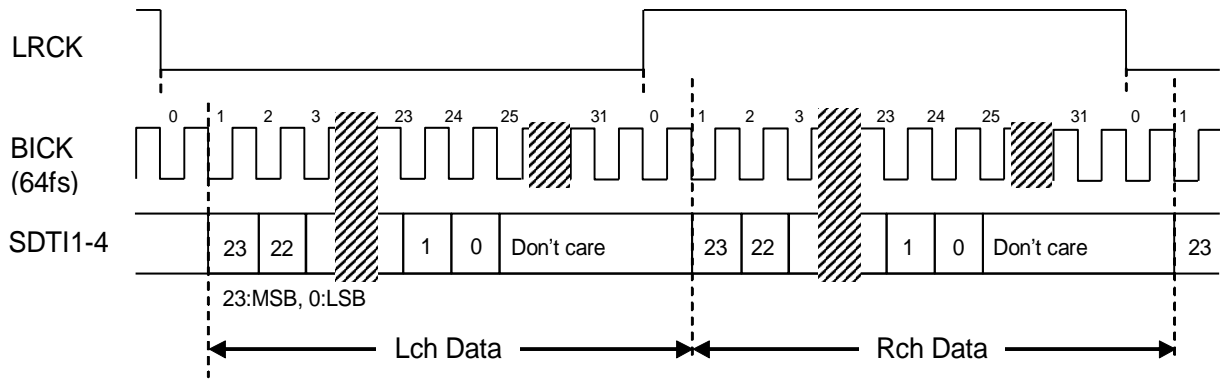 LRCK
0 1 2 3 23 24 25 31 0 1 2 3 23 24 25 31 0 1
BICK
(64fs)
SDTI1-4
23 22 1 0 Don't care 23 22 1 0 Don't care 23
23:MSB, 0:LSB
Lch Data Rch Data